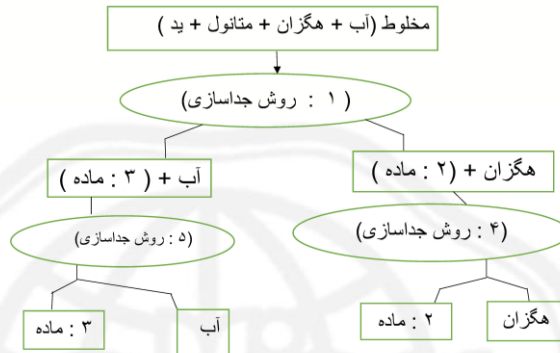 مخلوط (آب + هگزان + متانول + ید )
( ۱ : روش جداسازی)
هگزان + (۲ : ماده )
آب + ( ۳ : ماده )
(۴ : روش جداسازی)
(۵ : روش جداسازی)
هگزان
۲ : ماده
آب
۳ : ماده